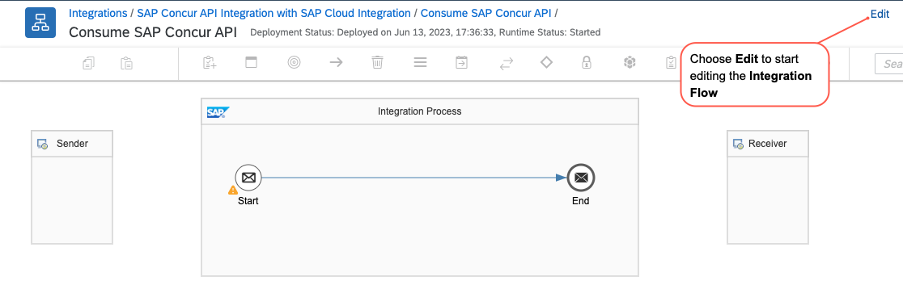 Integrations / SAP Concur API Integration with SAP Cloud Integration / Consume SAP Concur API /
Edit
Consume SAP Concur API Deployment Status: Deployed on Jun 13, 2023, 17:36:33, Runtime Status: Started
Choose Edit to start
editing the Integration
Flow
Sea
SAP
Integration Process
Sender
Receiver
Start
End